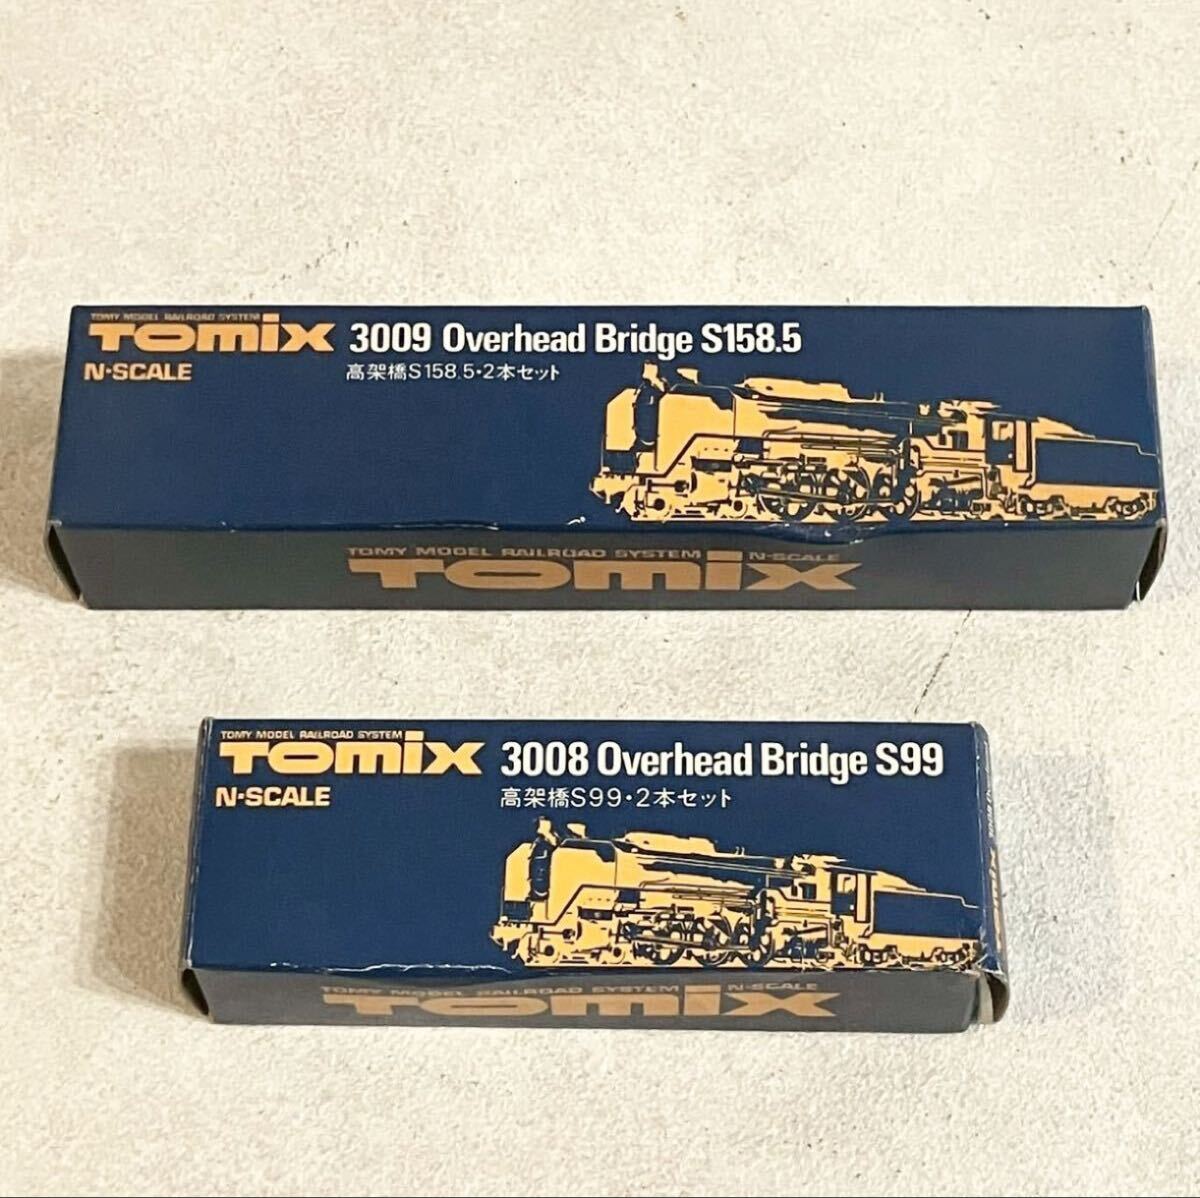 TOMY MODEL RAILROAD SYSTEM
TOMIX 3009 Overhead Bridge S158.5
N-SCALE 高架橋S158.5・2本セット
TOMY MODEL RAILROAD SYSTEM N-SCALE
TOMIX
TOMY MODEL RAILROAD SYSTEM
TOMIX 3008 Overhead Bridge S99
N-SCALE 高架橋S99・2本セット
TOMY MODEL RAILROAD SYSTEM N-SCALE
TOMIX